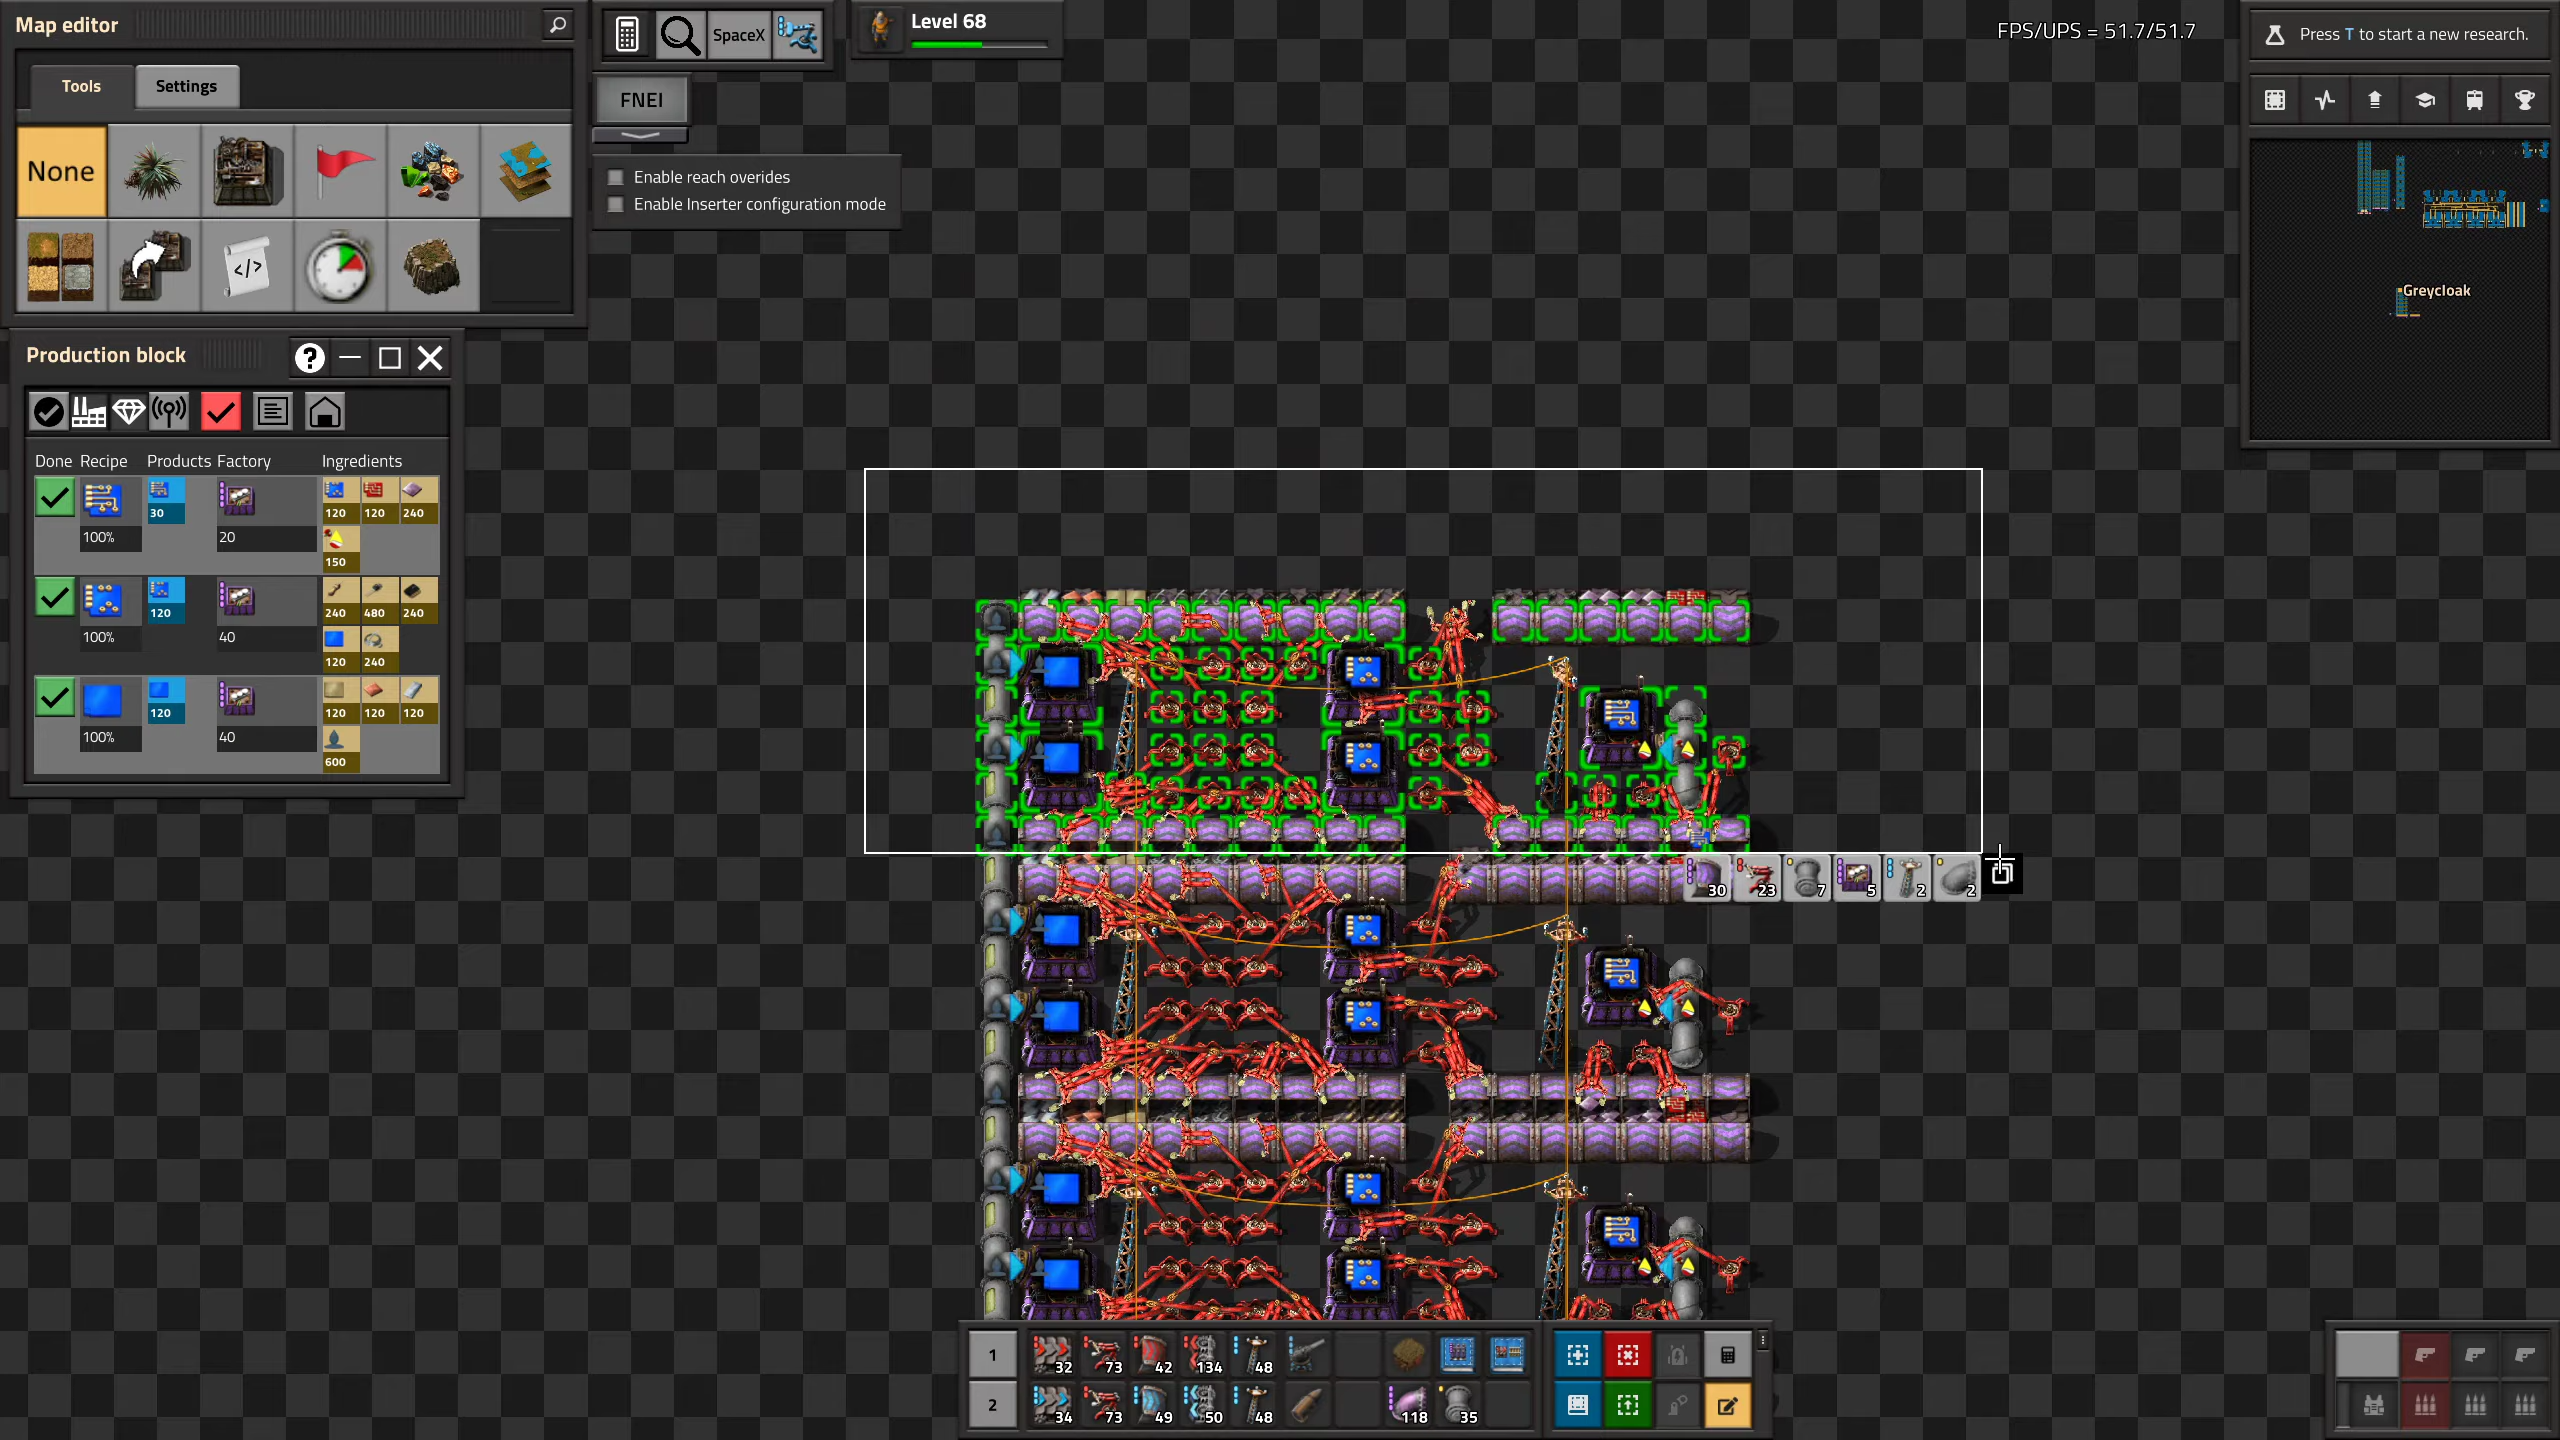 Map editor
Tools
Settings
None
</>
SpaceX
Level 68
FNEI
Enable reach overrides
Enable Inserter configuration mode
FPS/UPS = 51.7/51.7
Press T to start a new research.
Greycloak
Production block
?
Done Recipe Products Factory Ingredients
30 120 120 240
100% 20
150
120 240 480 240
100% 40
120 240
120 120 120 120
100% 40
600
30 23 7 5 2 2
1 32 73 42 134 48
2 34 73 49 50 48 118 35